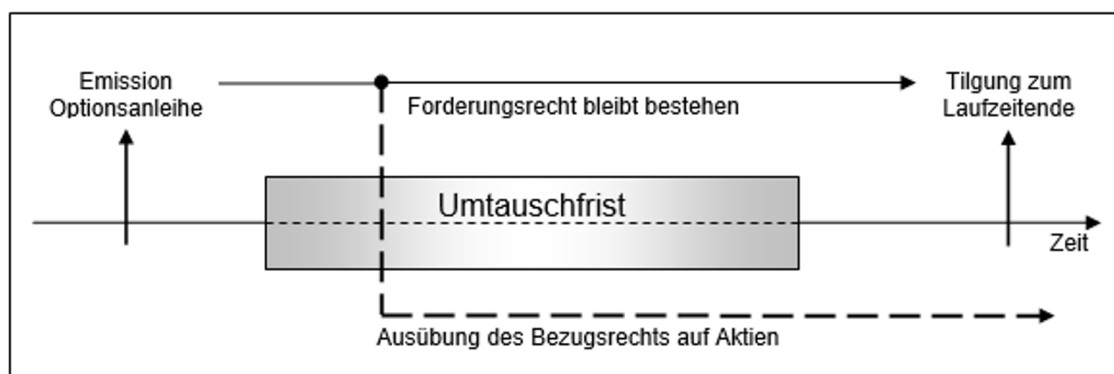 Emission
Optionsanleihe
Forderungsrecht bleibt bestehen
Tilgung zum
Laufzeitende
Umtauschfrist
Zeit
Ausübung des Bezugsrechts auf Aktien